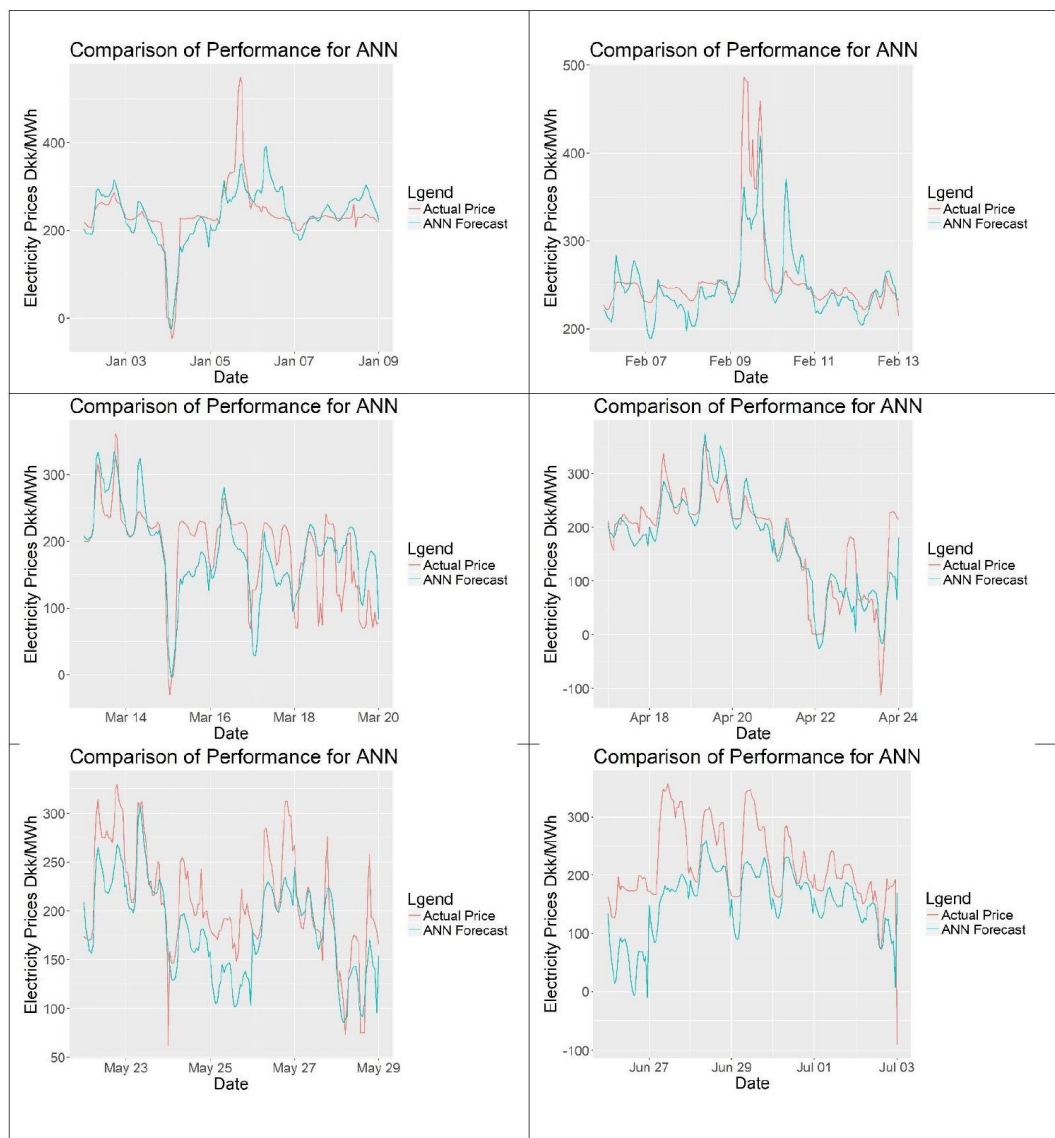 Comparison of Performance for ANN
Electricity Prices Dkk/MWh
400
200
0
Jan 03 Jan 05 Jan 07 Jan 09
Date
Lgend
Actual Price
ANN Forecast
Comparison of Performance for ANN
Electricity Prices Dkk/MWh
500
400
300
200
Feb 07 Feb 09 Feb 11 Feb 13
Date
Lgend
Actual Price
ANN Forecast
Comparison of Performance for ANN
Electricity Prices Dkk/MWh
300
200
100
0
Mar 14 Mar 16 Mar 18 Mar 20
Date
Lgend
Actual Price
ANN Forecast
Comparison of Performance for ANN
Electricity Prices Dkk/MWh
300
200
100
0
-100
Apr 18 Apr 20 Apr 22 Apr 24
Date
Lgend
Actual Price
ANN Forecast
Comparison of Performance for ANN
Electricity Prices Dkk/MWh
300
250
200
150
100
50
May 23 May 25 May 27 May 29
Date
Lgend
Actual Price
ANN Forecast
Comparison of Performance for ANN
Electricity Prices Dkk/MWh
300
200
100
0
-100
Jun 27 Jun 29 Jul 01 Jul 03
Date
Lgend
Actual Price
ANN Forecast